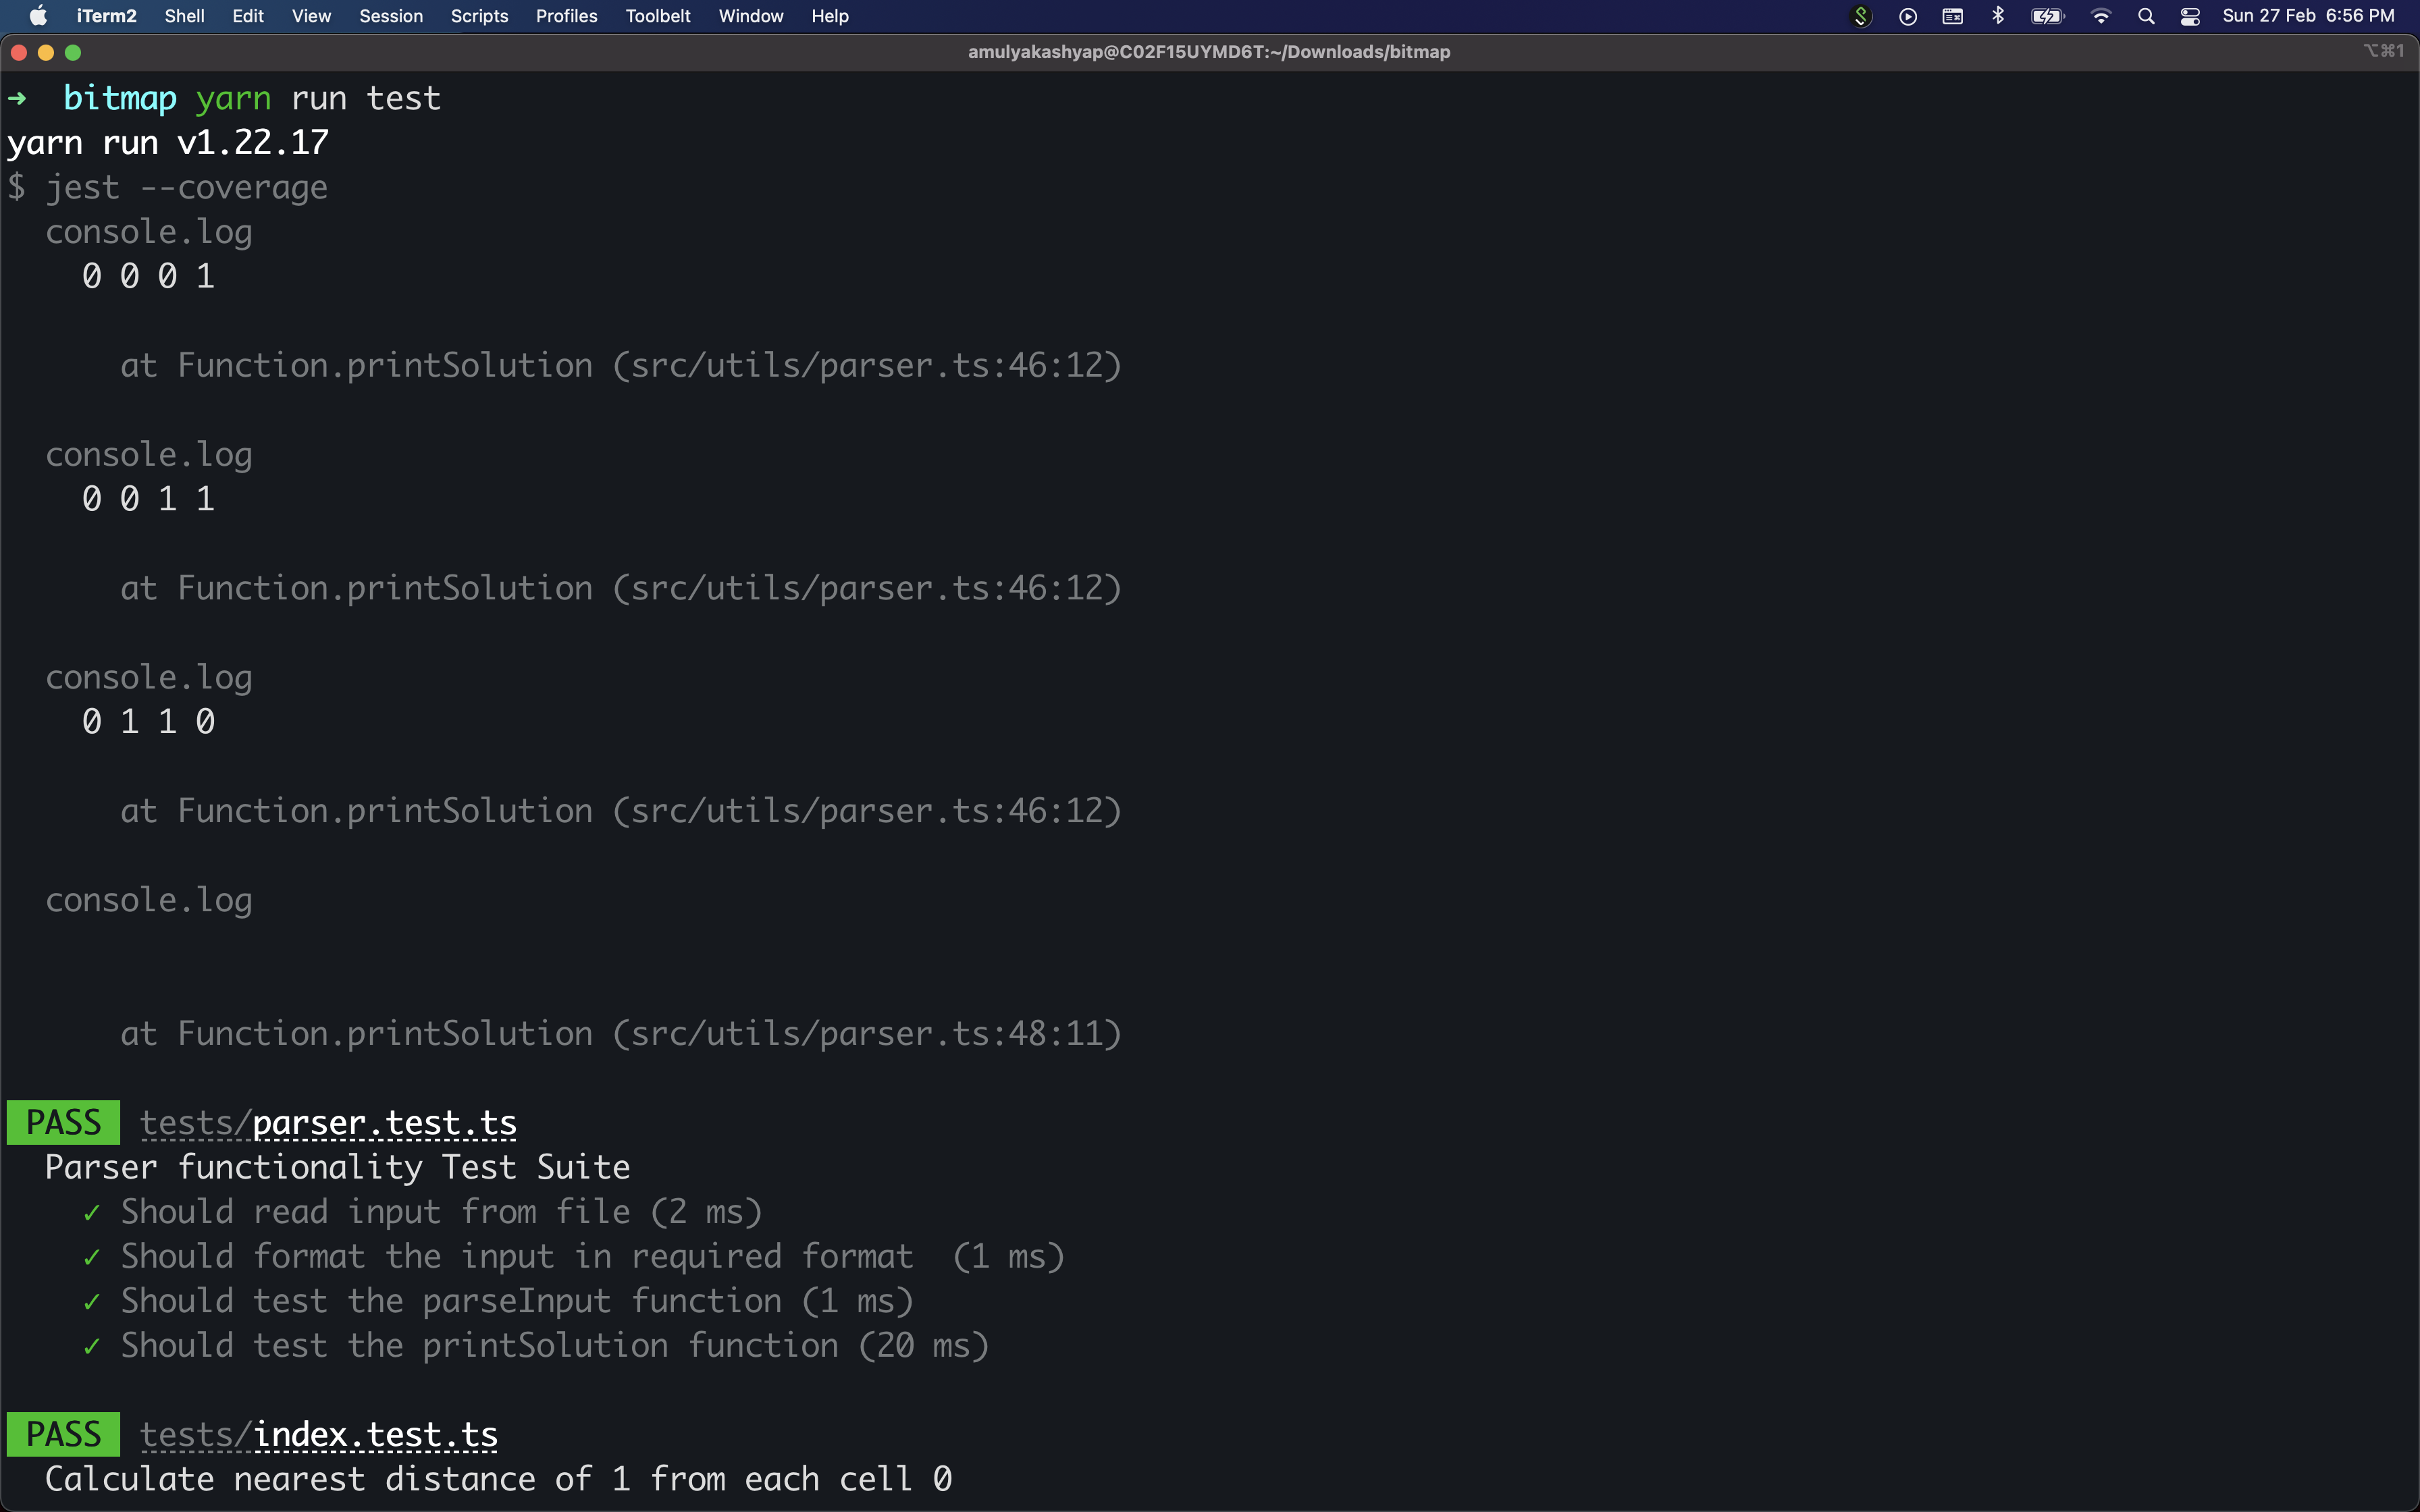 iTerm2 Shell Edit View Session Scripts Profiles Toolbelt Window Help Sun 27 Feb 6:56 PM
amulyakashyap@C02F15UYMD6T:~/Downloads/bitmap ⌥⌘1
➜ bitmap yarn run test
yarn run v1.22.17
$ jest --coverage
console.log
0 0 0 1
at Function.printSolution (src/utils/parser.ts:46:12)
console.log
0 0 1 1
at Function.printSolution (src/utils/parser.ts:46:12)
console.log
0 1 1 0
at Function.printSolution (src/utils/parser.ts:46:12)
console.log
at Function.printSolution (src/utils/parser.ts:48:11)
PASS tests/parser.test.ts
Parser functionality Test Suite
✓ Should read input from file (2 ms)
✓ Should format the input in required format (1 ms)
✓ Should test the parseInput function (1 ms)
✓ Should test the printSolution function (20 ms)
PASS tests/index.test.ts
Calculate nearest distance of 1 from each cell 0